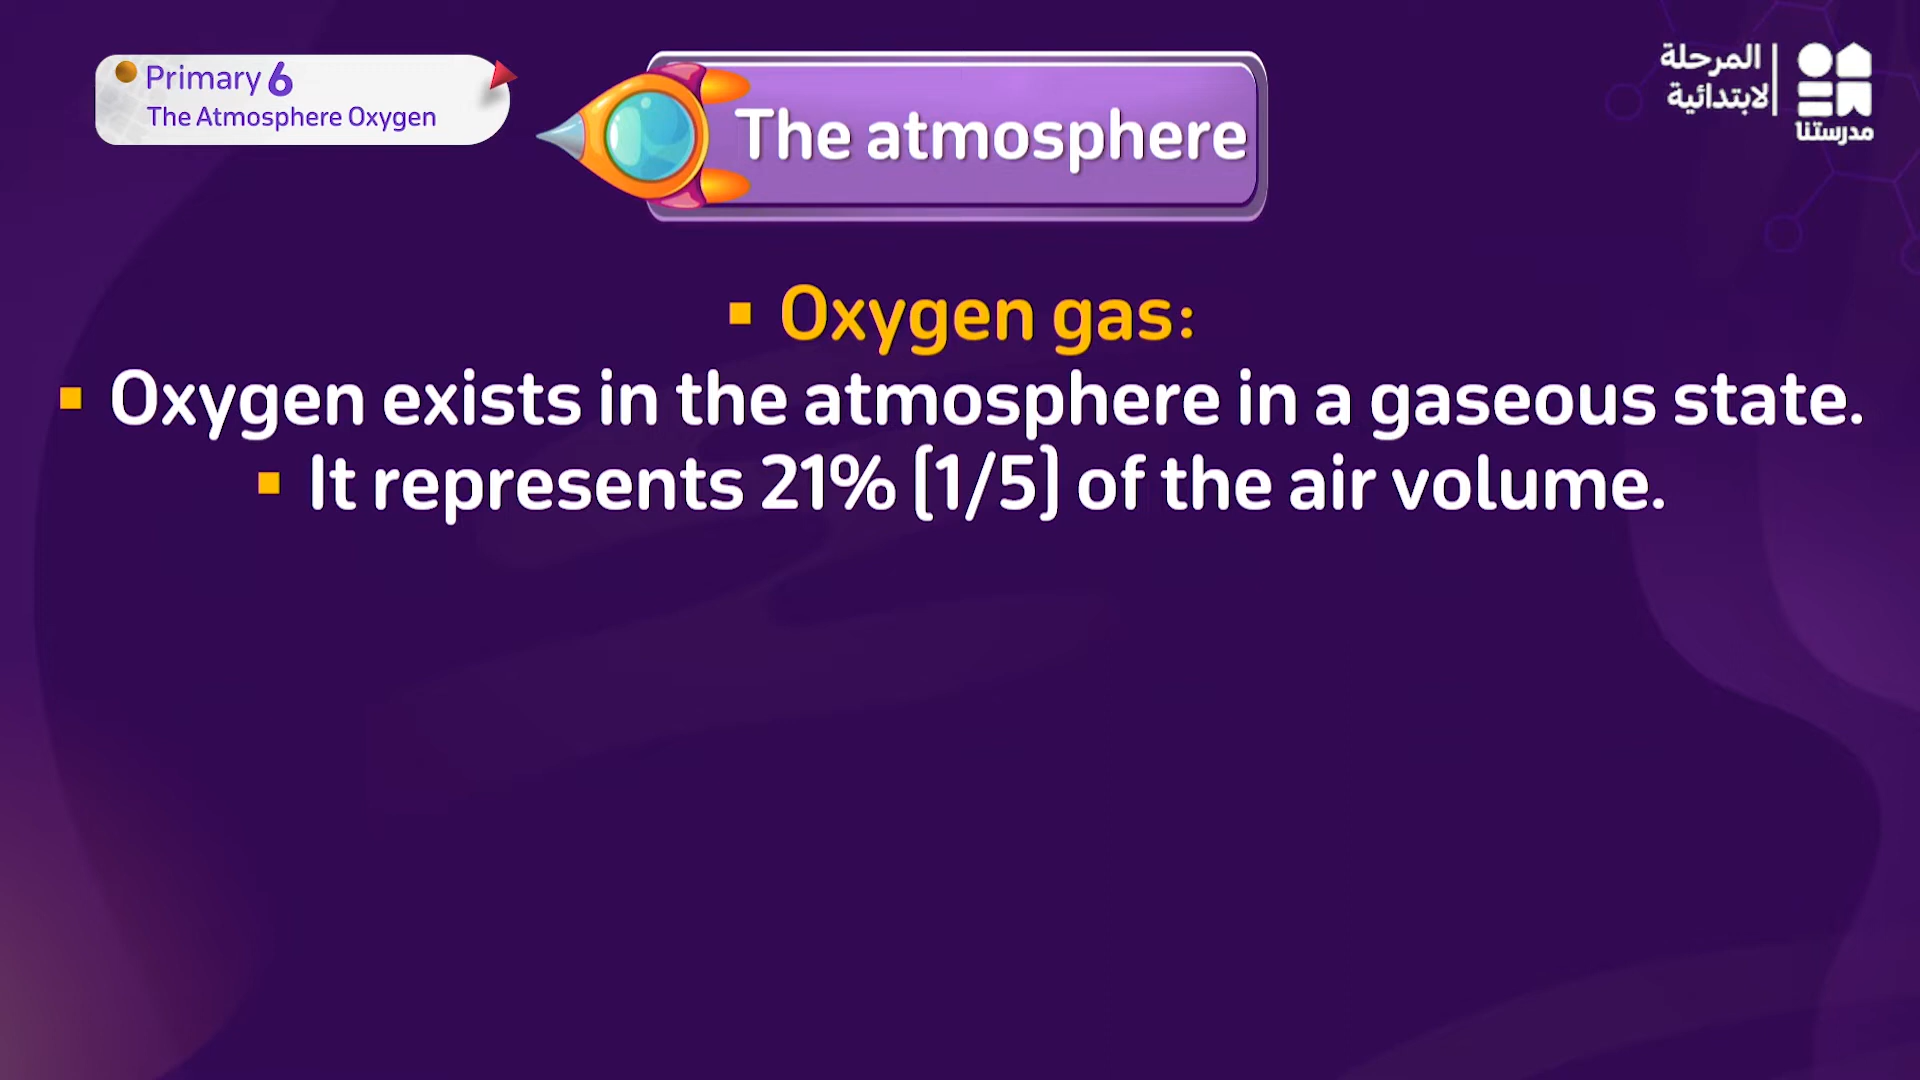 Primary 6
The Atmosphere Oxygen
The atmosphere
المرحلة
الابتدائية
مدرستنا
▪ Oxygen gas:
▪ Oxygen exists in the atmosphere in a gaseous state.
▪ It represents 21% (1/5) of the air volume.